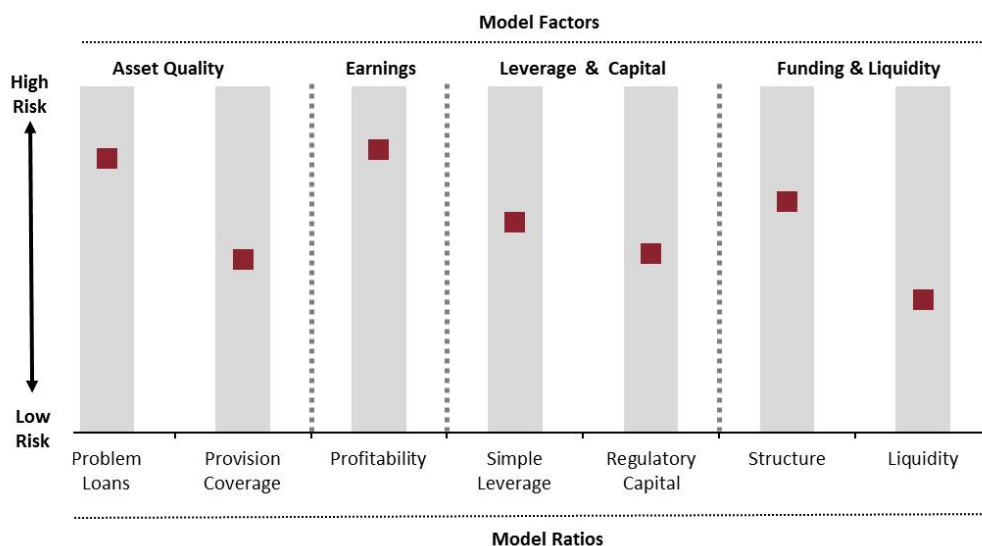 Model Factors
Asset Quality
Earnings
Leverage & Capital
Funding & Liquidity
High
Risk
Low
Risk
Problem
Loans
Provision
Coverage
Profitability
Simple
Leverage
Regulatory
Capital
Structure
Liquidity
Model Ratios